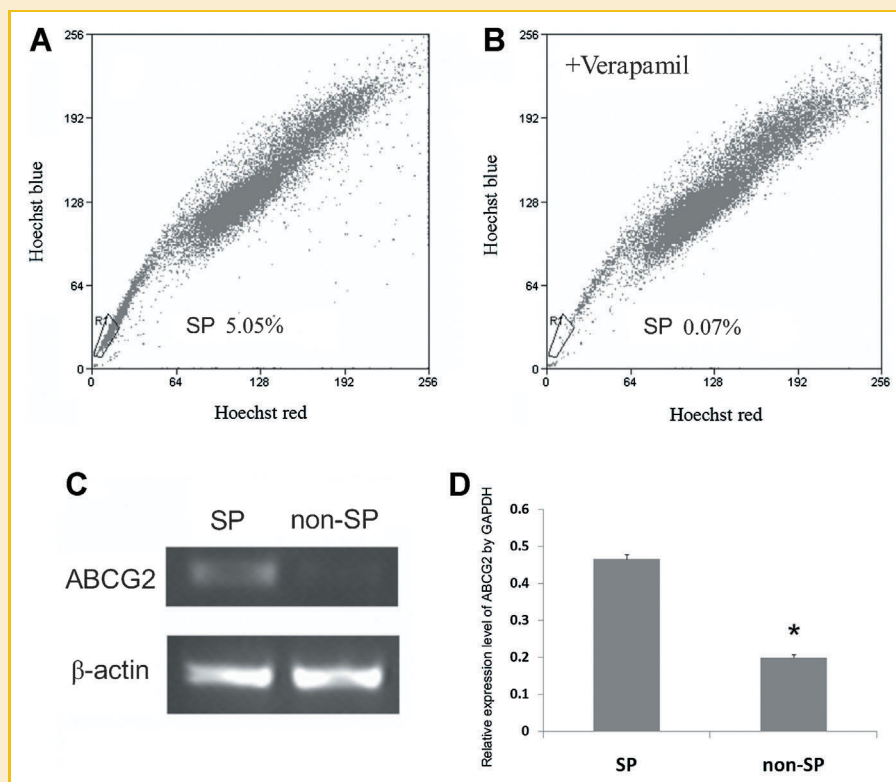 A
256
192
128
64
0
Hoechst blue
R1
SP 5.05%
0 64 128 192 256
Hoechst red
B
+Verapamil
256
192
128
64
0
Hoechst blue
R1
SP 0.07%
0 64 128 192 256
Hoechst red
C
SP non-SP
ABCG2
β-actin
D
Relative expression level of ABCG2 by GAPDH
0.6
0.5
0.4
0.3
0.2
0.1
0
*
SP non-SP